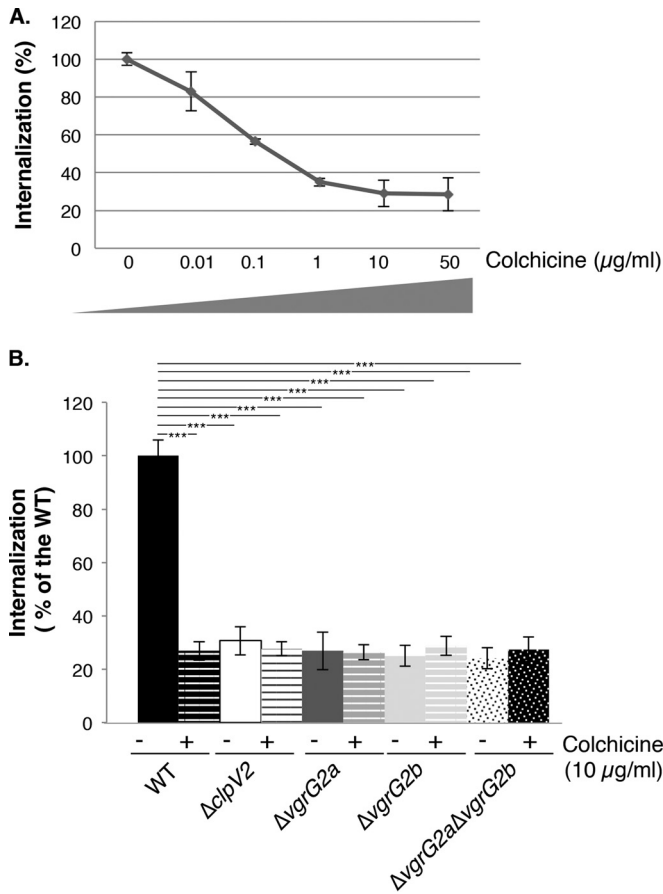 A.
Internalization (%)
120
100
80
60
40
20
0
0 0.01 0.1 1 10 50 Colchicine (µg/ml)
B.
***
***
***
***
***
***
***
***
***
Internalization
( % of the WT)
120
100
80
60
40
20
0
- + - + - + - + - + Colchicine
(10 µg/ml)
WT ΔclpV2 ΔvgrG2a ΔvgrG2b ΔvgrG2aΔvgrG2b